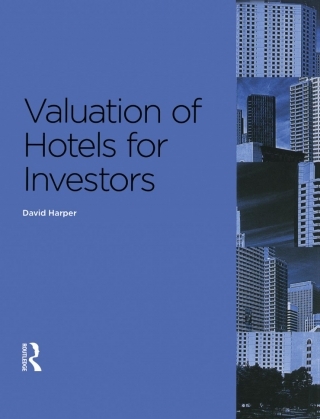 Valuation of
Hotels for
Investors
David Harper
ROUTLEDGE